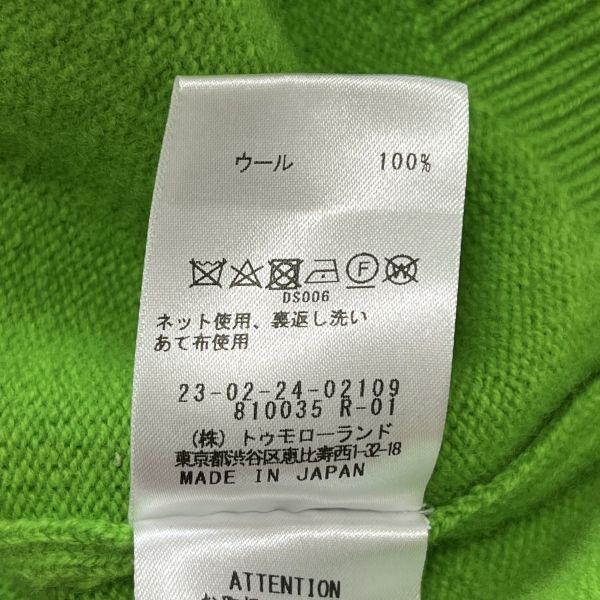 ウール 100%
F W
DS006
ネット使用、裏返し洗い
あて布使用
23-02-24-02109
810035 R-01
(株) トゥモローランド
東京都渋谷区恵比寿西1-32-18
MADE IN JAPAN
ATTENTION